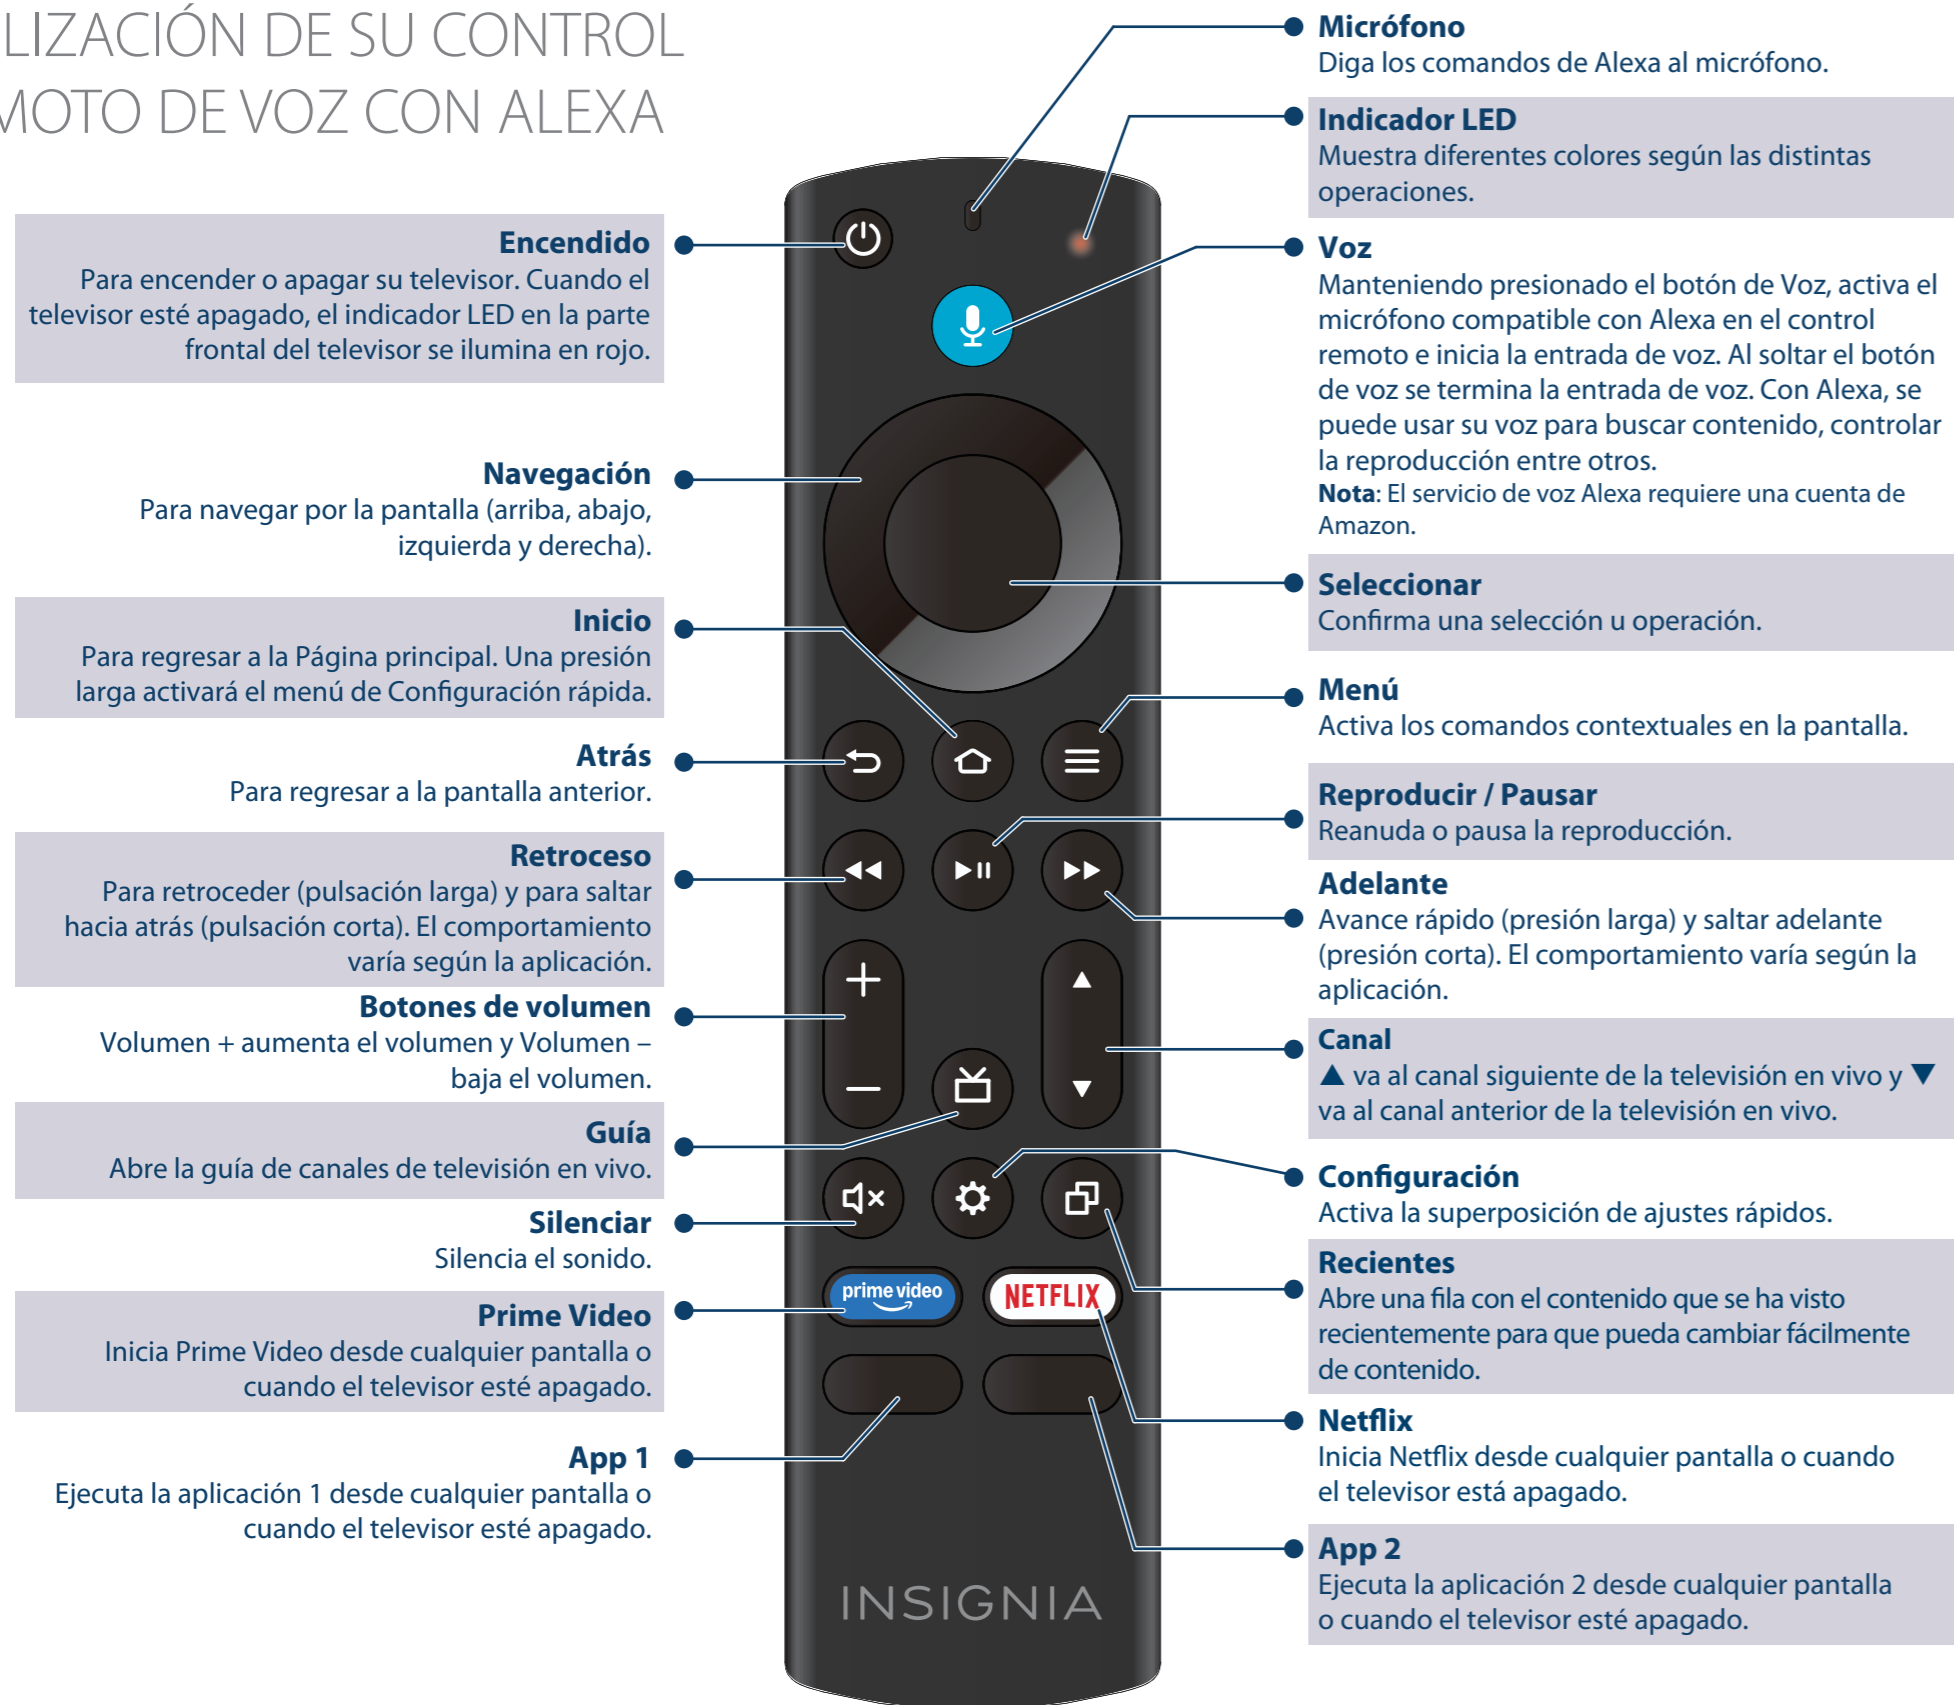 LIZACIÓN DE SU CONTROL
MOTO DE VOZ CON ALEXA
Encendido
Para encender o apagar su televisor. Cuando el
televisor esté apagado, el indicador LED en la parte
frontal del televisor se ilumina en rojo.
Navegación
Para navegar por la pantalla (arriba, abajo,
izquierda y derecha).
Inicio
Para regresar a la Página principal. Una presión
larga activará el menú de Configuración rápida.
Atrás
Para regresar a la pantalla anterior.
Retroceso
Para retroceder (pulsación larga) y para saltar
hacia atrás (pulsación corta). El comportamiento
varía según la aplicación.
Botones de volumen
Volumen + aumenta el volumen y Volumen –
baja el volumen.
Guía
Abre la guía de canales de televisión en vivo.
Silenciar
Silencia el sonido.
Prime Video
Inicia Prime Video desde cualquier pantalla o
cuando el televisor esté apagado.
App 1
Ejecuta la aplicación 1 desde cualquier pantalla o
cuando el televisor esté apagado.
prime video
NETFLIX
INSIGNIA
Micrófono
Diga los comandos de Alexa al micrófono.
Indicador LED
Muestra diferentes colores según las distintas
operaciones.
Voz
Manteniendo presionado el botón de Voz, activa el
micrófono compatible con Alexa en el control
remoto e inicia la entrada de voz. Al soltar el botón
de voz se termina la entrada de voz. Con Alexa, se
puede usar su voz para buscar contenido, controlar
la reproducción entre otros.
Nota: El servicio de voz Alexa requiere una cuenta de
Amazon.
Seleccionar
Confirma una selección u operación.
Menú
Activa los comandos contextuales en la pantalla.
Reproducir / Pausar
Reanuda o pausa la reproducción.
Adelante
Avance rápido (presión larga) y saltar adelante
(presión corta). El comportamiento varía según la
aplicación.
Canal
▲ va al canal siguiente de la televisión en vivo y ▼
va al canal anterior de la televisión en vivo.
Configuración
Activa la superposición de ajustes rápidos.
Recientes
Abre una fila con el contenido que se ha visto
recientemente para que pueda cambiar fácilmente
de contenido.
Netflix
Inicia Netflix desde cualquier pantalla o cuando
el televisor está apagado.
App 2
Ejecuta la aplicación 2 desde cualquier pantalla
o cuando el televisor esté apagado.